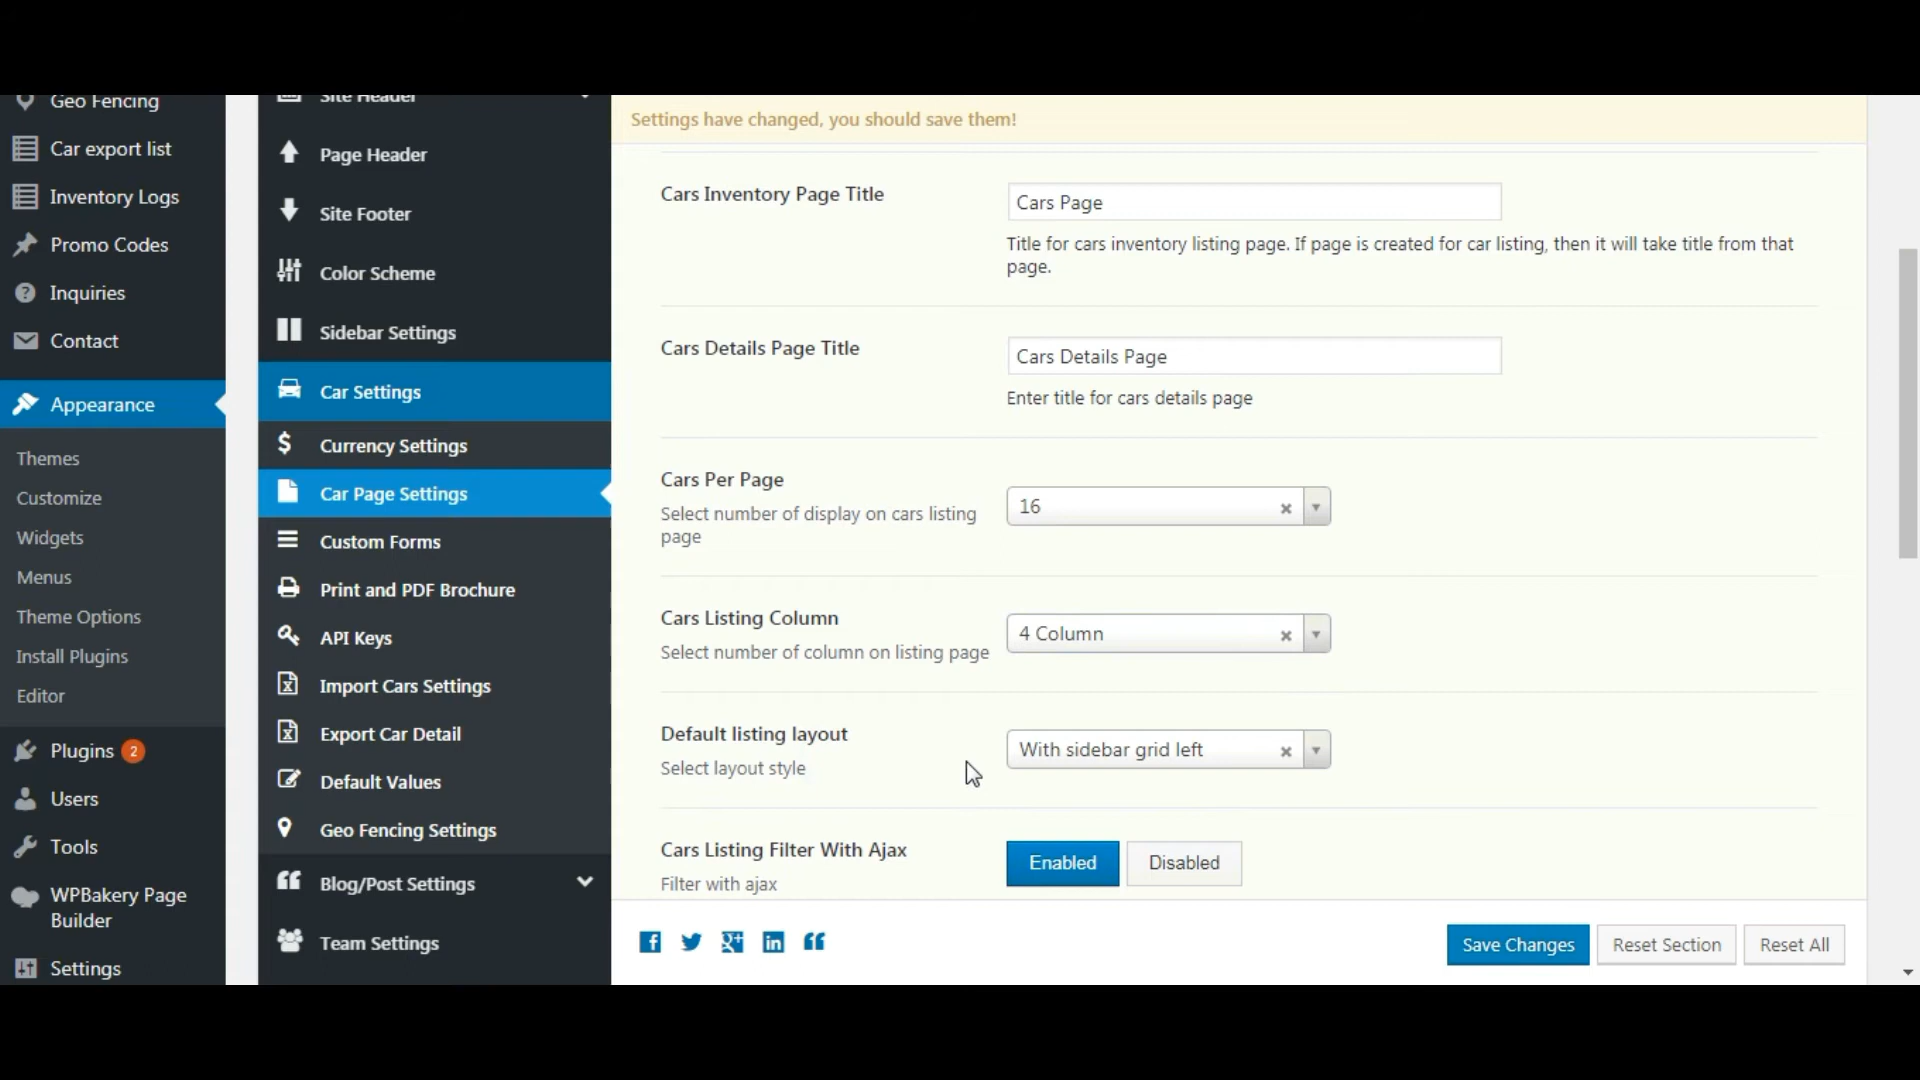 Geo Fencing
Car export list
Inventory Logs
Promo Codes
Inquiries
Contact
Appearance
Themes
Customize
Widgets
Menus
Theme Options
Install Plugins
Editor
Plugins 2
Users
Tools
WPBakery Page
Builder
Settings
Site Header
Page Header
Site Footer
Color Scheme
Sidebar Settings
Car Settings
Currency Settings
Car Page Settings
Custom Forms
Print and PDF Brochure
API Keys
Import Cars Settings
Export Car Detail
Default Values
Geo Fencing Settings
Blog/Post Settings
Team Settings
Settings have changed, you should save them!
Cars Inventory Page Title
Cars Page
Title for cars inventory listing page. If page is created for car listing, then it will take title from that
page.
Cars Details Page Title
Cars Details Page
Enter title for cars details page
Cars Per Page
Select number of display on cars listing
page
16
Cars Listing Column
Select number of column on listing page
4 Column
Default listing layout
Select layout style
With sidebar grid left
Cars Listing Filter With Ajax
Filter with ajax
Enabled Disabled
Save Changes Reset Section Reset All